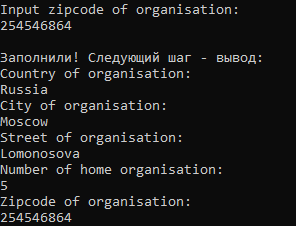 Input zipcode of organisation:
254546864
Заполнили! Следующий шаг - вывод:
Country of organisation:
Russia
City of organisation:
Moscow
Street of organisation:
Lomonosova
Number of home organisation:
5
Zipcode of organisation:
254546864